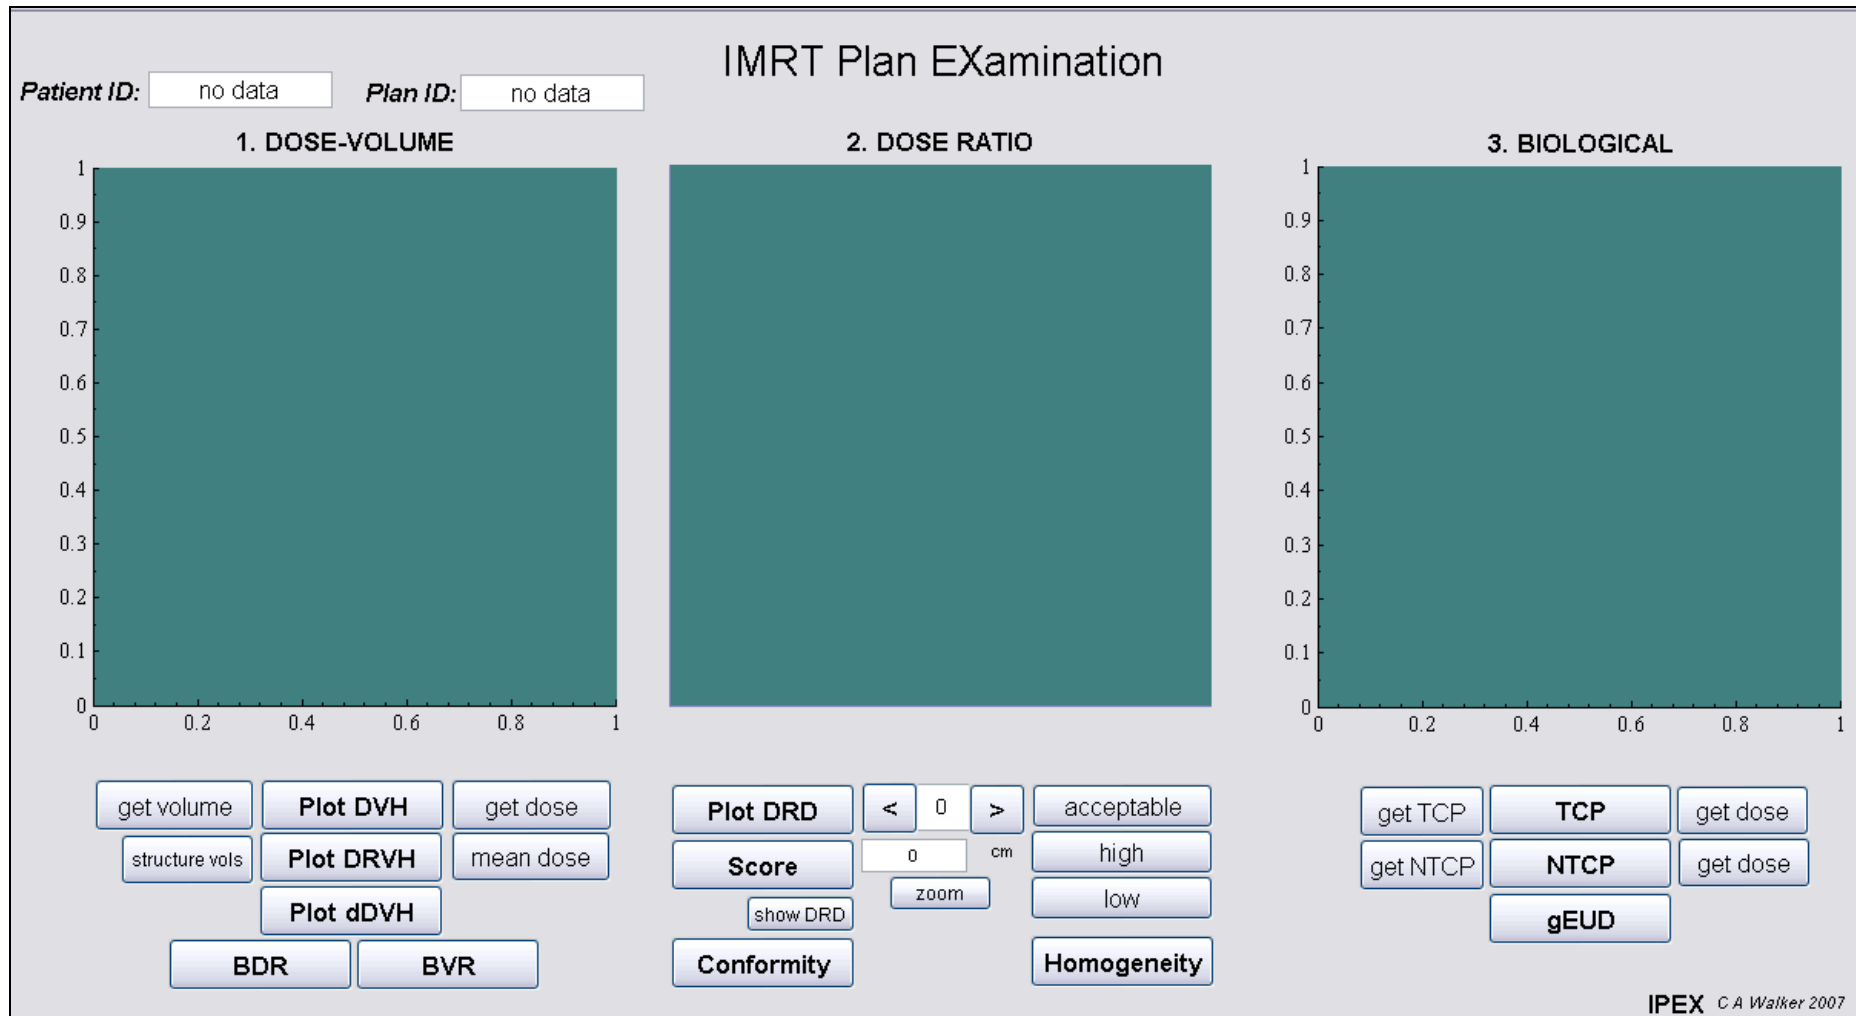 IMRT Plan EXamination
Patient ID: no data Plan ID: no data
1. DOSE-VOLUME
1
0.9
0.8
0.7
0.6
0.5
0.4
0.3
0.2
0.1
0
0 0.2 0.4 0.6 0.8 1
get volume Plot DVH get dose
structure vols Plot DRVH mean dose
Plot dDVH
BDR BVR
2. DOSE RATIO
Plot DRD < 0 > acceptable
Score 0 cm high
show DRD zoom low
Conformity Homogeneity
3. BIOLOGICAL
1
0.9
0.8
0.7
0.6
0.5
0.4
0.3
0.2
0.1
0
0 0.2 0.4 0.6 0.8 1
get TCP TCP get dose
get NTCP NTCP get dose
gEUD
IPEX C A Walker 2007